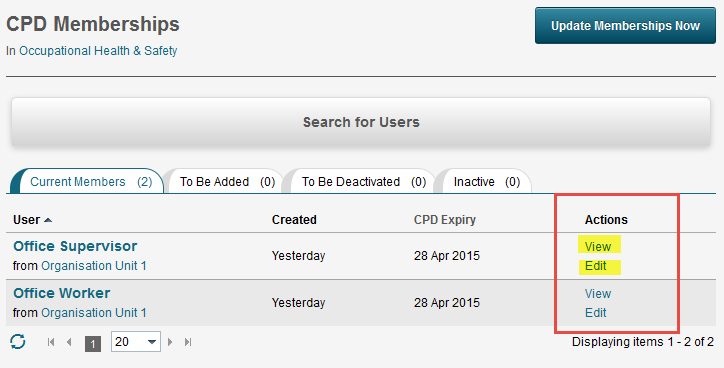 CPD Memberships
Update Memberships Now
In Occupational Health & Safety
Search for Users
Current Members (2) To Be Added (0) To Be Deactivated (0) Inactive (0)
User Created CPD Expiry Actions
Office Supervisor
from Organisation Unit 1
Yesterday
28 Apr 2015
View
Edit
Office Worker
from Organisation Unit 1
Yesterday
28 Apr 2015
View
Edit
1 20 Displaying items 1 - 2 of 2